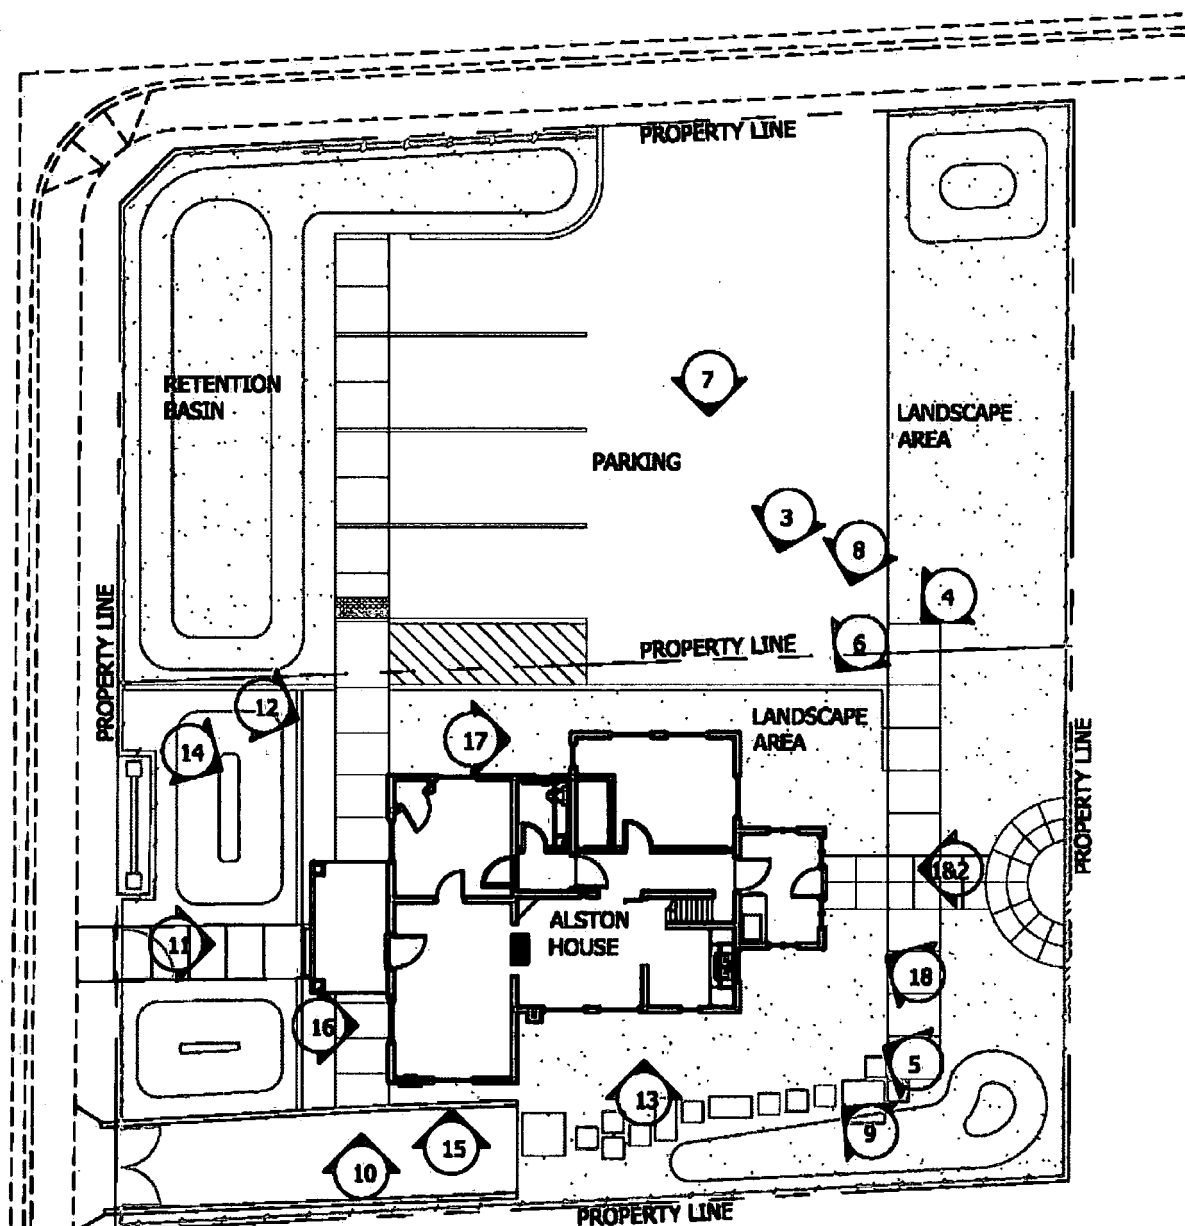 PROPERTY LINE
RETENTION
BASIN
7
LANDSCAPE
AREA
PARKING
3
8
4
PROPERTY LINE
PROPERTY LINE
6
12
14
17
LANDSCAPE
AREA
PROPERTY LINE
1&2
ALSTON
HOUSE
11
18
16
5
13
9
15
10
PROPERTY LINE